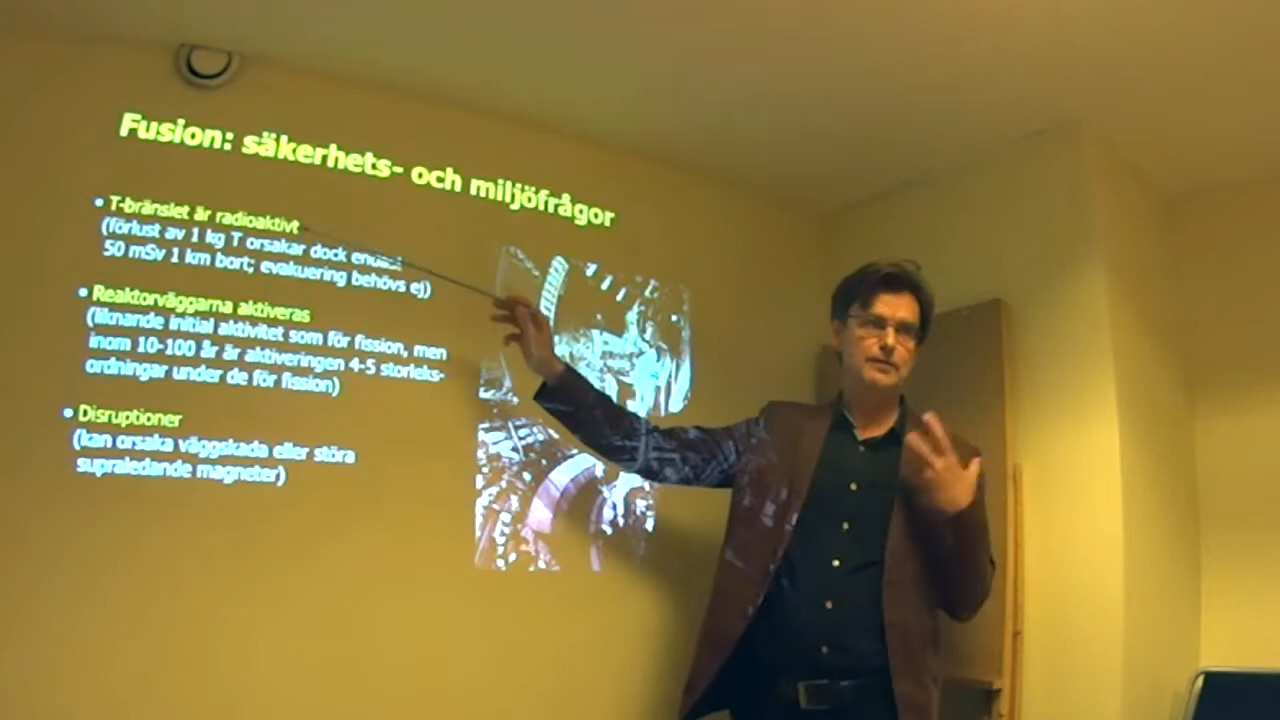 Fusion: säkerhets- och miljöfrågor
• T-bränslet är radioaktivt
(förlust av 1 kg T orsakar dock
50 mSv 1 km bort; evakuering behövs ej)
• Reaktorväggarna aktiveras
(liknande initial aktivitet som för fission, men
inom 10-100 år är aktiveringen 4-5 storleks-
ordningar under de för fission)
• Disruptioner
(kan orsaka väggskada eller störa
supraledande magneter)